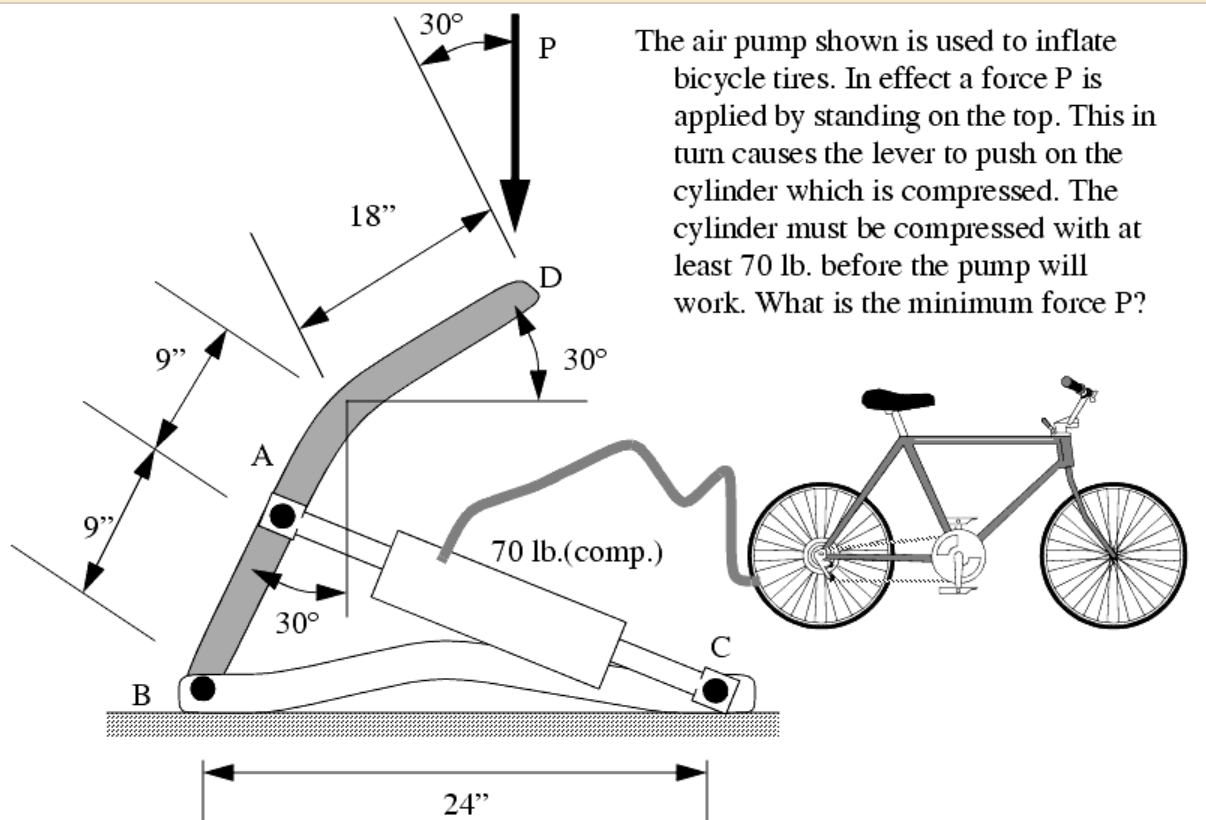 30°
P
The air pump shown is used to inflate
bicycle tires. In effect a force P is
applied by standing on the top. This in
turn causes the lever to push on the
cylinder which is compressed. The
cylinder must be compressed with at
least 70 lb. before the pump will
work. What is the minimum force P?
18”
D
9”
30°
A
9”
70 lb.(comp.)
30°
C
B
24”